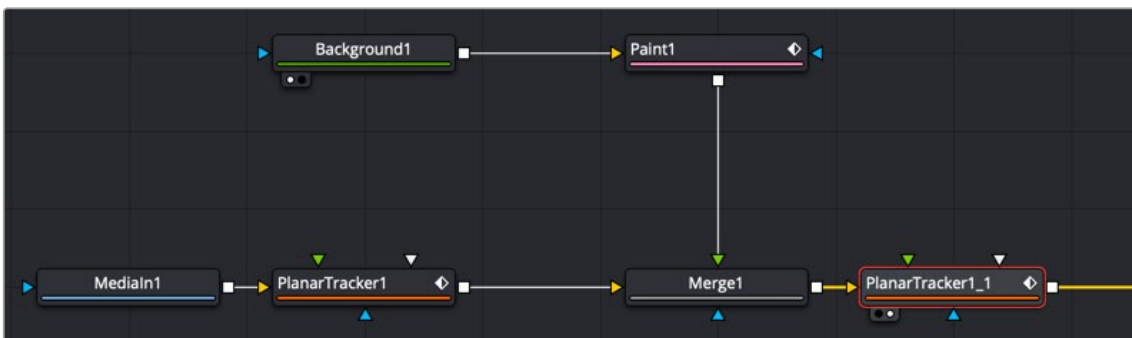 Background1
Paint1
MediaIn1
PlanarTracker1
Merge1
PlanarTracker1_1